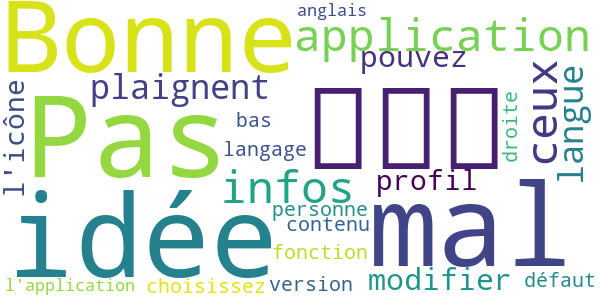 anglais
Bonne
application
pouvez
plaignent
ceux
langue
l'icône
Pas
bas
droite
langage
infos
profil
idée
mal
personne
contenu
fonction
modifier
défaut
l'application
choisissez
version